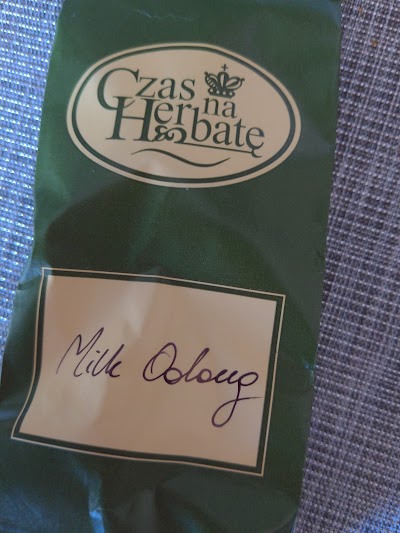 Czas
na
Herbatę
Milk Oolong